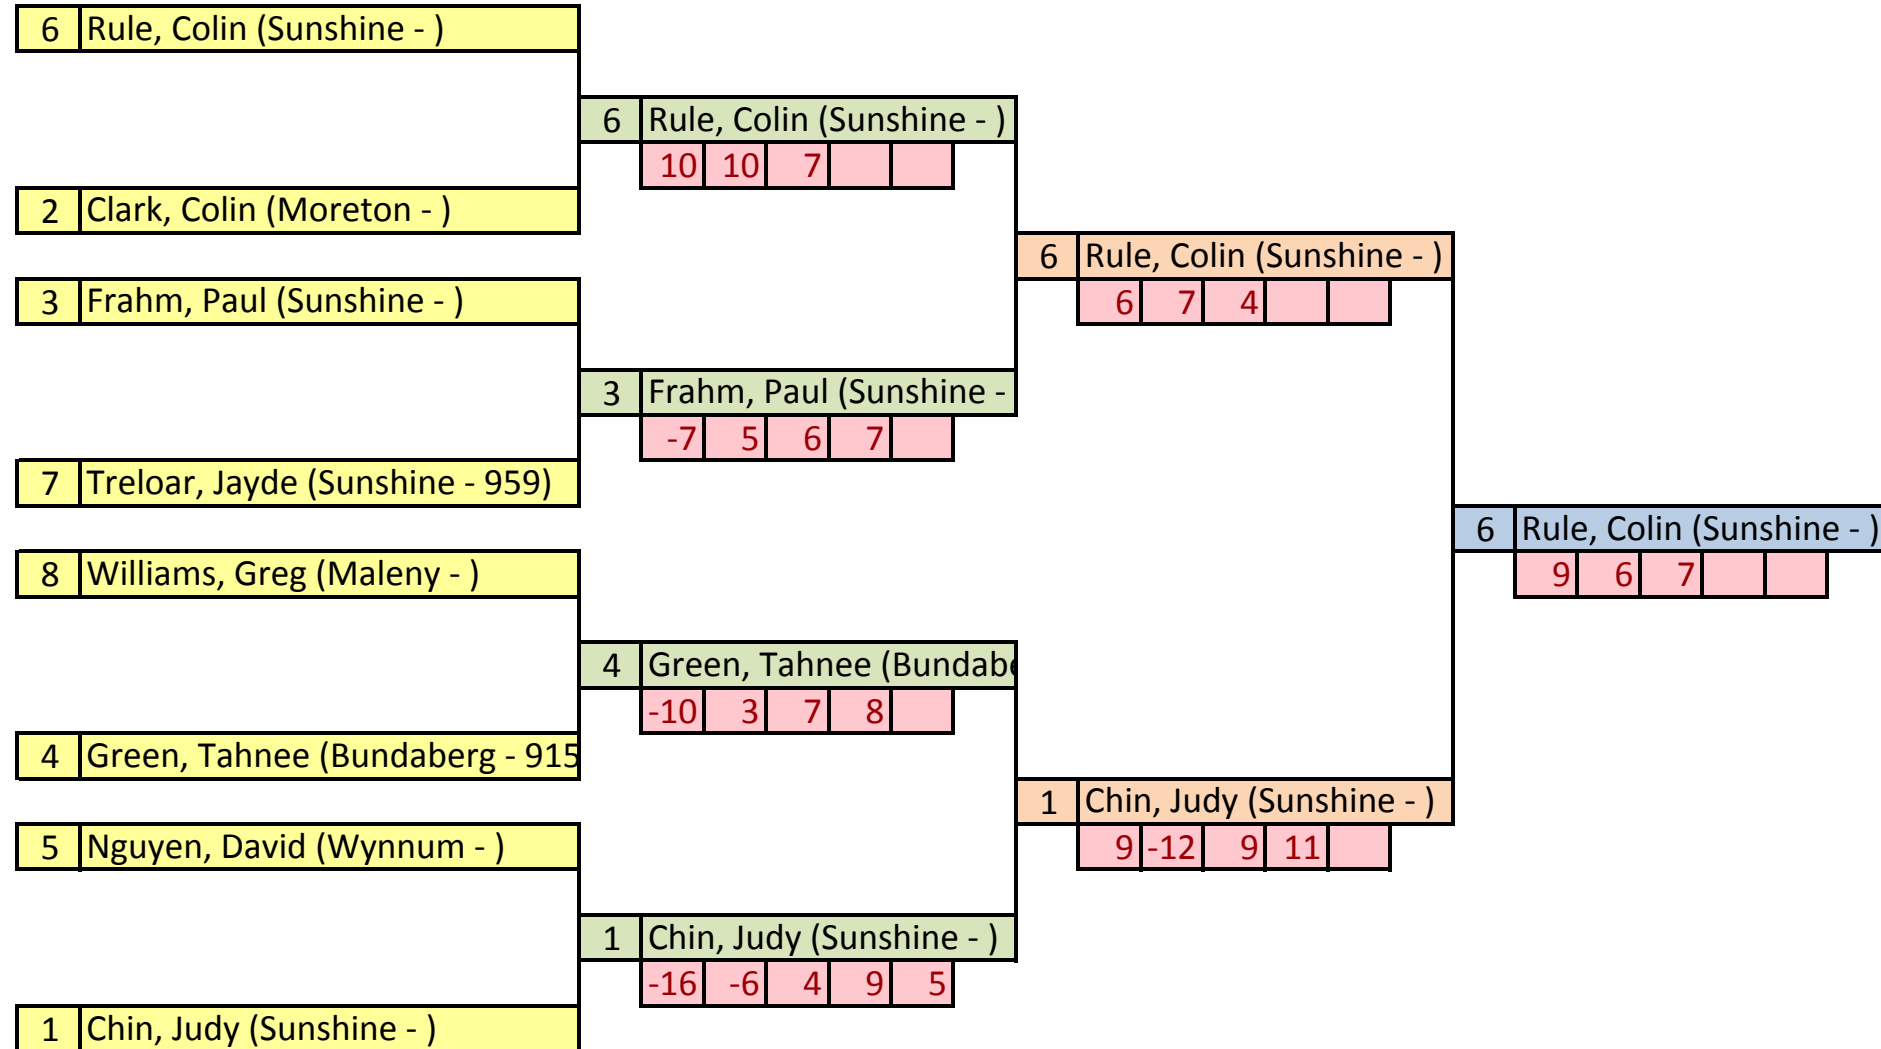 6 Rule, Colin (Sunshine - )
6 Rule, Colin (Sunshine - )
10 10 7
2 Clark, Colin (Moreton - )
6 Rule, Colin (Sunshine - )
6 7 4
3 Frahm, Paul (Sunshine - )
3 Frahm, Paul (Sunshine -
-7 5 6 7
7 Treloar, Jayde (Sunshine - 959)
6 Rule, Colin (Sunshine - )
9 6 7
8 Williams, Greg (Maleny - )
4 Green, Tahnee (Bundabe
-10 3 7 8
4 Green, Tahnee (Bundaberg - 915
1 Chin, Judy (Sunshine - )
9 -12 9 11
5 Nguyen, David (Wynnum - )
1 Chin, Judy (Sunshine - )
-16 -6 4 9 5
1 Chin, Judy (Sunshine - )